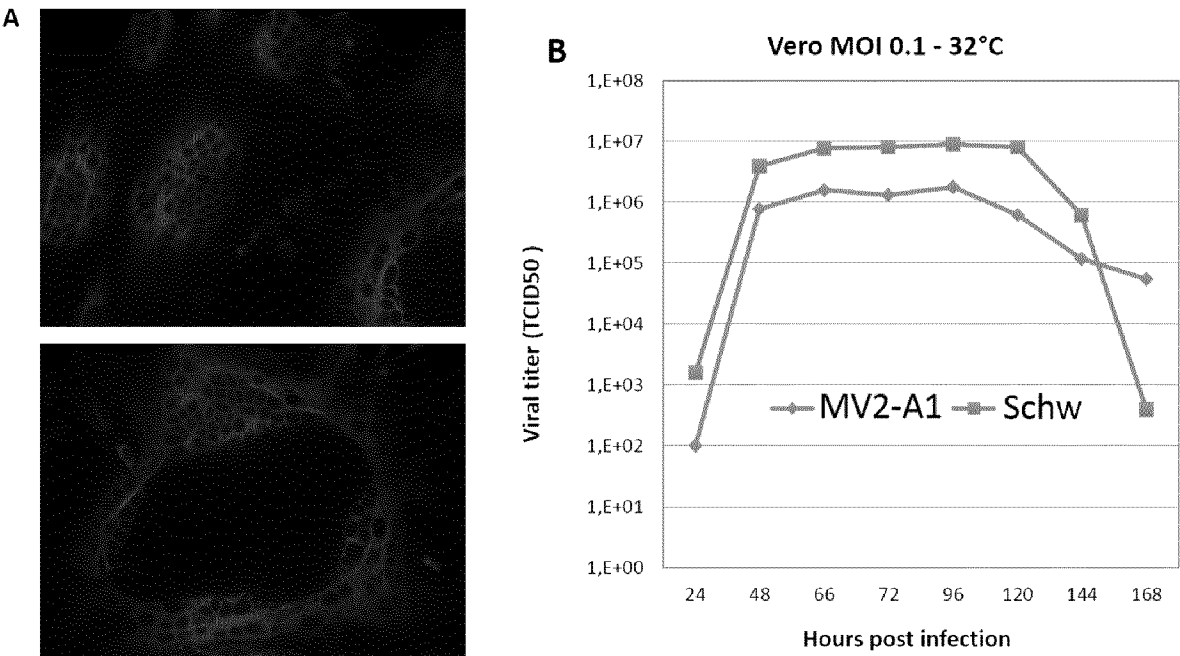 A
B
Vero MOI 0.1 - 32°C
Viral titer (TCID50 )
1,E+08
1,E+07
1,E+06
1,E+05
1,E+04
1,E+03
1,E+02
1,E+01
1,E+00
MV2-A1 Schw
24 48 66 72 96 120 144 168
Hours post infection